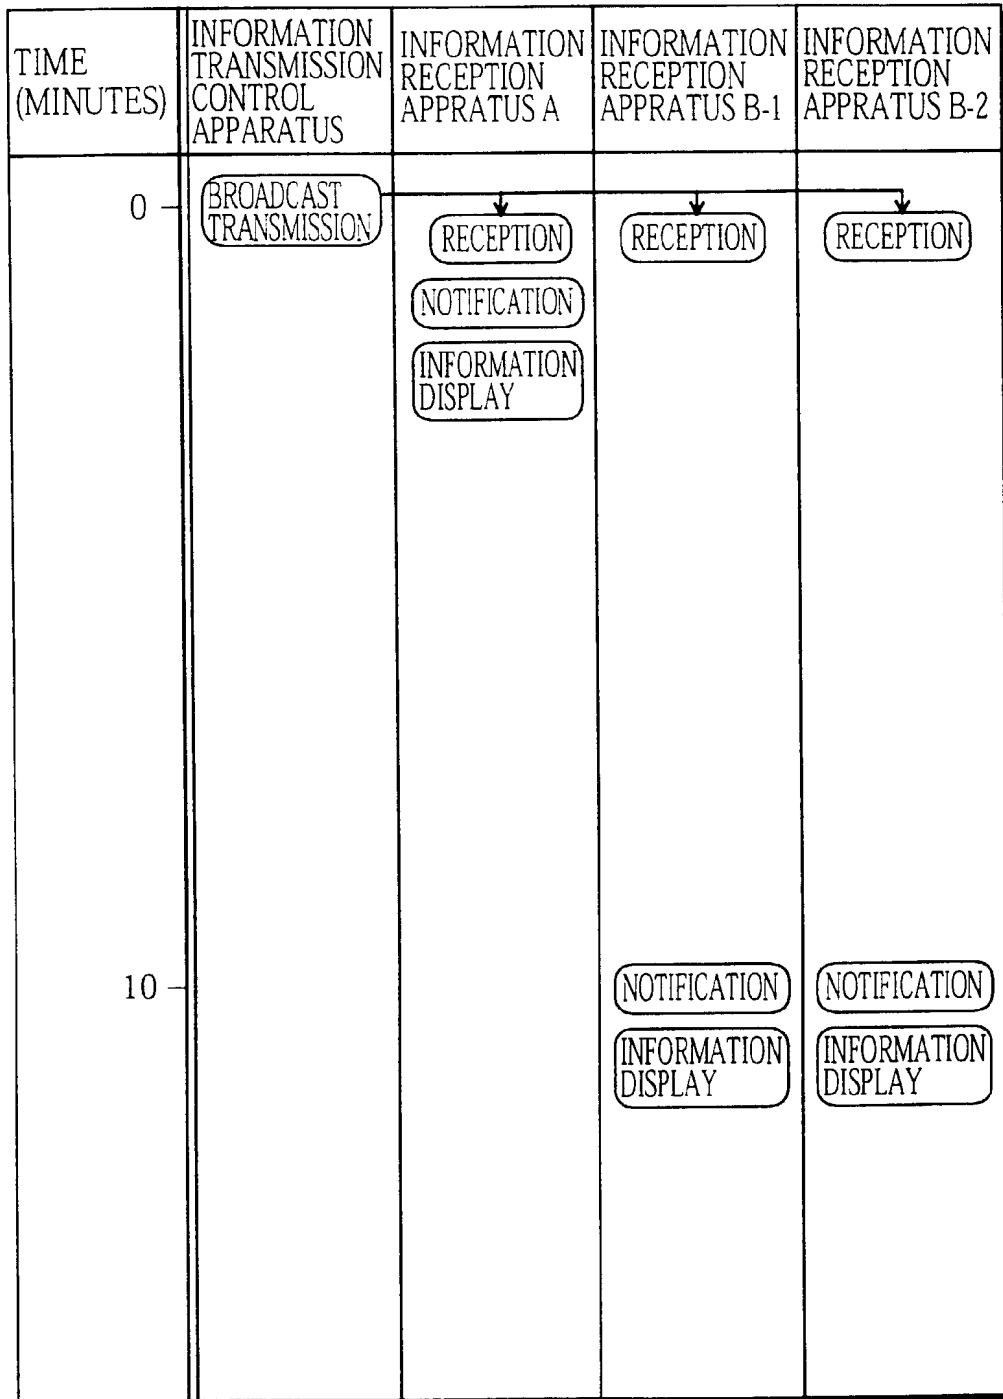 TIME
(MINUTES)
INFORMATION
TRANSMISSION
CONTROL
APPARATUS
INFORMATION
RECEPTION
APPRATUS A
INFORMATION
RECEPTION
APPRATUS B-1
INFORMATION
RECEPTION
APPRATUS B-2
0
BROADCAST
TRANSMISSION
RECEPTION
RECEPTION
RECEPTION
NOTIFICATION
INFORMATION
DISPLAY
10
NOTIFICATION
NOTIFICATION
INFORMATION
DISPLAY
INFORMATION
DISPLAY